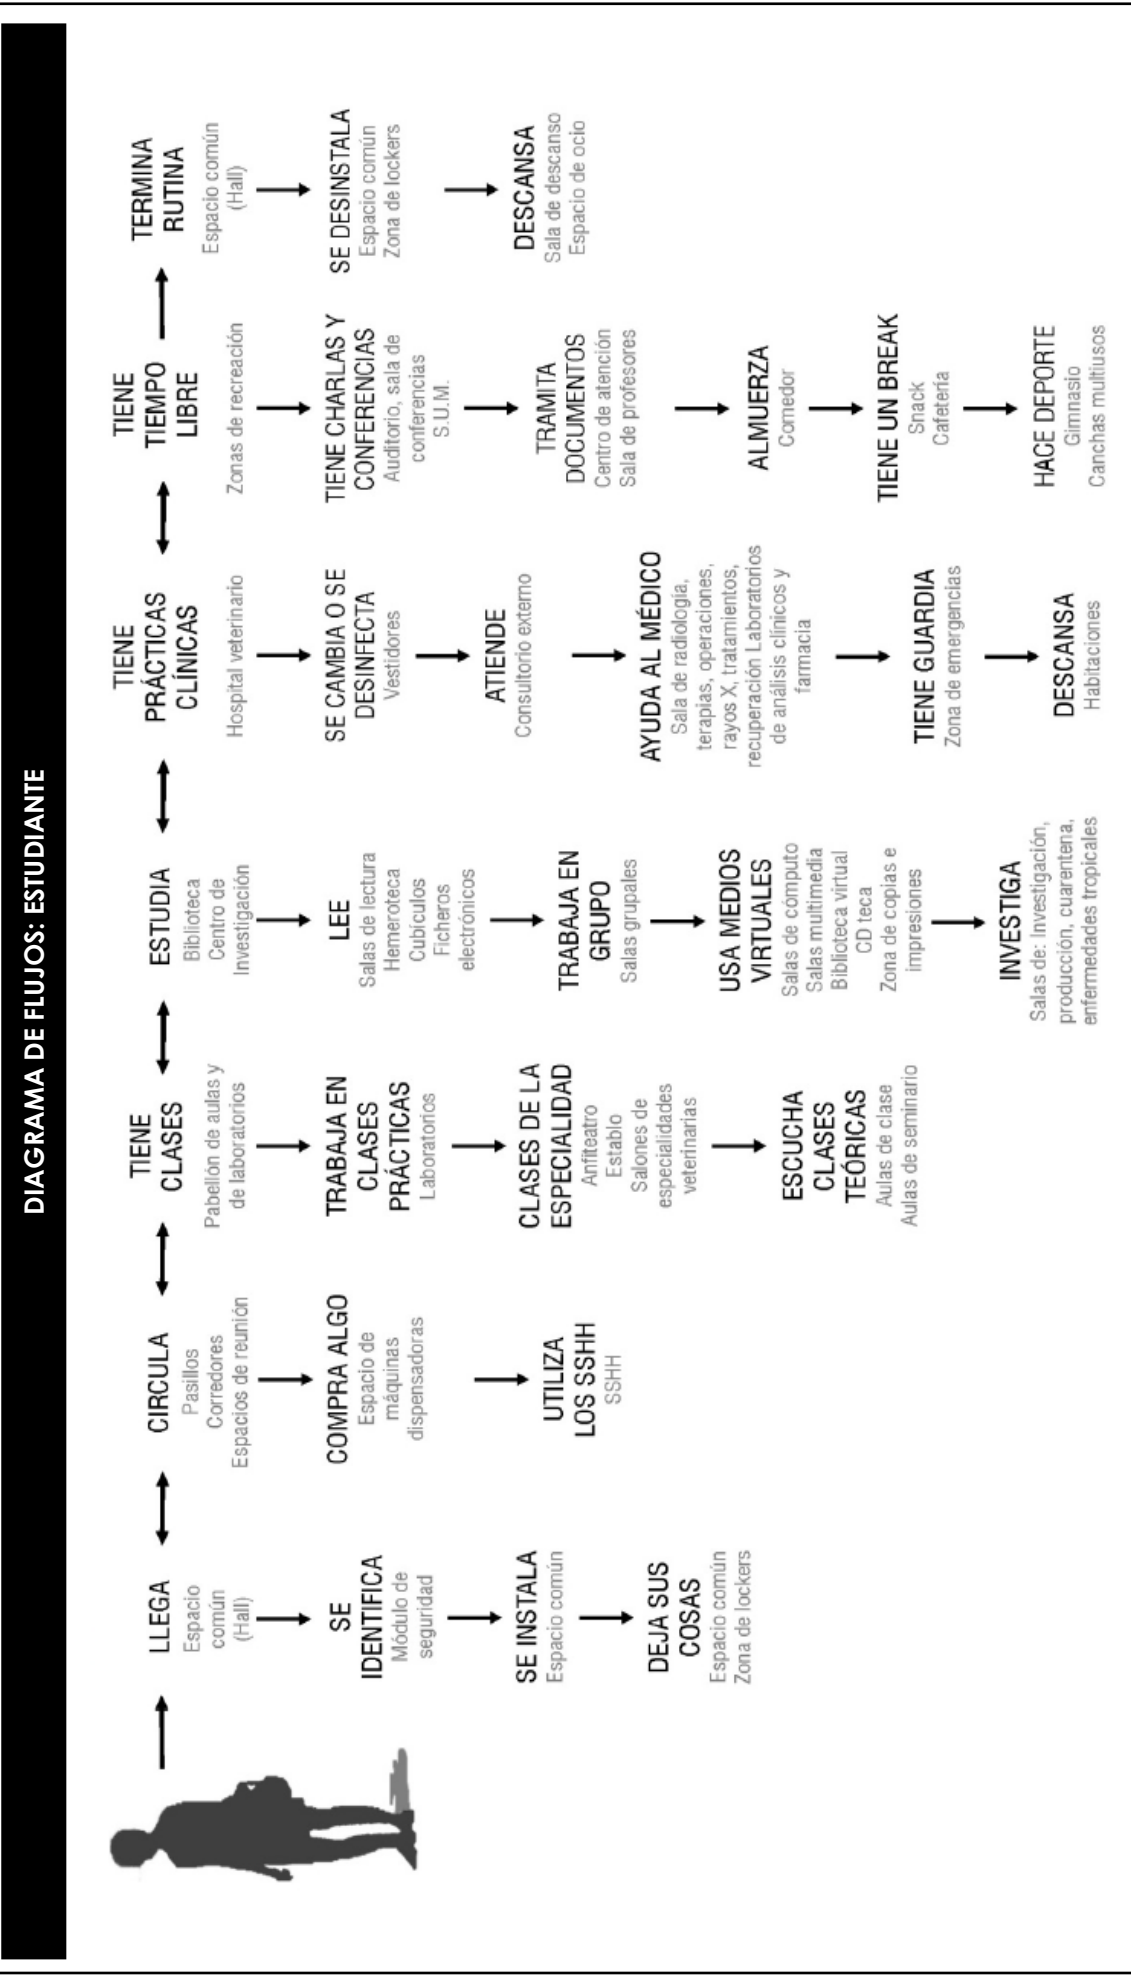 DIAGRAMA DE FLUJOS: ESTUDIANTE
LLEGA
Espacio
común
(Hall)
SE
IDENTIFICA
Módulo de
seguridad
SE INSTALA
Espacio común
DEJA SUS
COSAS
Espacio común
Zona de lockers
CIRCULA
Pasillos
Corredores
Espacios de reunión
COMPRA ALGO
Espacio de
máquinas
dispensadoras
UTILIZA
LOS SSHH
SSHH
TIENE
CLASES
Pabellón de aulas y
de laboratorios
TRABAJA EN
CLASES
PRÁCTICAS
Laboratorios
CLASES DE LA
ESPECIALIDAD
Anfiteatro
Establo
Salones de
especialidades
veterinarias
ESCUCHA
CLASES
TEÓRICAS
Aulas de clase
Aulas de seminario
ESTUDIA
Biblioteca
Centro de
Investigación
LEE
Salas de lectura
Hemeroteca
Cubículos
Ficheros
electrónicos
TRABAJA EN
GRUPO
Salas grupales
USA MEDIOS
VIRTUALES
Salas de cómputo
Salas multimedia
Biblioteca virtual
CD teca
Zona de copias e
impresiones
INVESTIGA
Salas de: Investigación,
producción, cuarentena,
enfermedades tropicales
TIENE
PRÁCTICAS
CLÍNICAS
Hospital veterinario
SE CAMBIA O SE
DESINFECTA
Vestidores
ATIENDE
Consultorio externo
AYUDA AL MÉDICO
Sala de radiología,
terapias, operaciones,
rayos X, tratamientos,
recuperación Laboratorios
de análisis clínicos y
farmacia
TIENE GUARDIA
Zona de emergencias
DESCANSA
Habitaciones
TIENE
TIEMPO
LIBRE
Zonas de recreación
TIENE CHARLAS Y
CONFERENCIAS
Auditorio, sala de
conferencias
S.U.M.
TRAMITA
DOCUMENTOS
Centro de atención
Sala de profesores
ALMUERZA
Comedor
TIENE UN BREAK
Snack
Cafetería
HACE DEPORTE
Gimnasio
Canchas multiusos
TERMINA
RUTINA
Espacio común
(Hall)
SE DESINSTALA
Espacio común
Zona de lockers
DESCANSA
Sala de descanso
Espacio de ocio